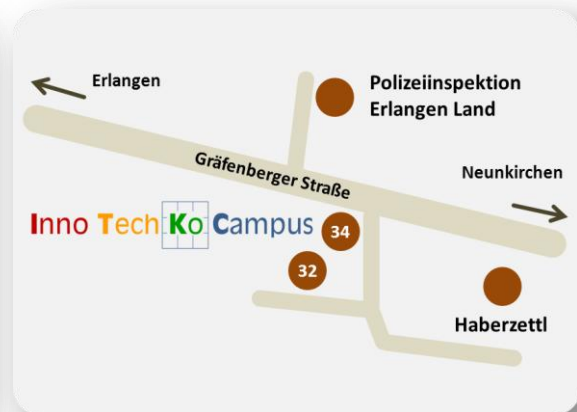 Erlangen
Polizeiinspektion
Erlangen Land
Gräfenberger Straße
Neunkirchen
Inno Tech Ko Campus
34
32
Haberzettl